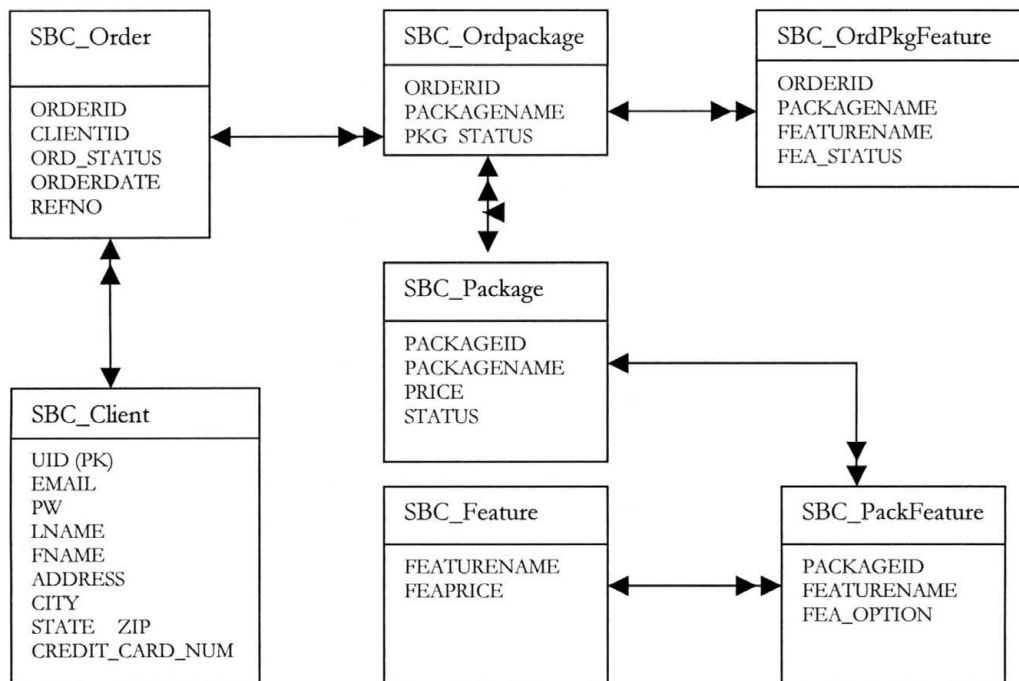 SBC_Order
ORDERID
CLIENTID
ORD_STATUS
ORDERDATE
REFNO
SBC_Ordpackage
ORDERID
PACKAGENAME
PKG STATUS
SBC_OrdPkgFeature
ORDERID
PACKAGENAME
FEATURENAME
FEA_STATUS
SBC_Package
PACKAGEID
PACKAGENAME
PRICE
STATUS
SBC_Client
UID (PK)
EMAIL
PW
LNAME
FNAME
ADDRESS
CITY
STATE ZIP
CREDIT_CARD_NUM
SBC_Feature
FEATURENAME
FEAPRICE
SBC_PackFeature
PACKAGEID
FEATURENAME
FEA_OPTION